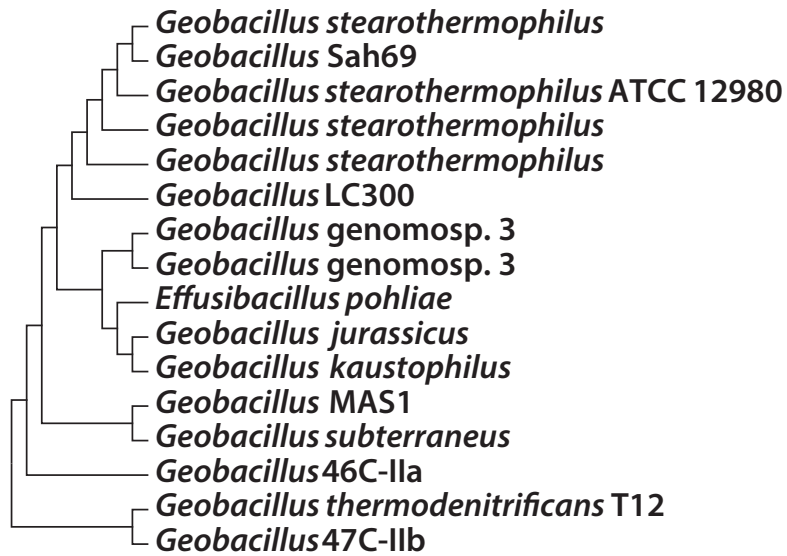 Geobacillus stearothermophilus
Geobacillus Sah69
Geobacillus stearothermophilus ATCC 12980
Geobacillus stearothermophilus
Geobacillus stearothermophilus
Geobacillus LC300
Geobacillus genomosp. 3
Geobacillus genomosp. 3
Effusibacillus pohliae
Geobacillus jurassicus
Geobacillus kaustophilus
Geobacillus MAS1
Geobacillus subterraneus
Geobacillus 46C-IIa
Geobacillus thermodenitrificans T12
Geobacillus 47C-IIb